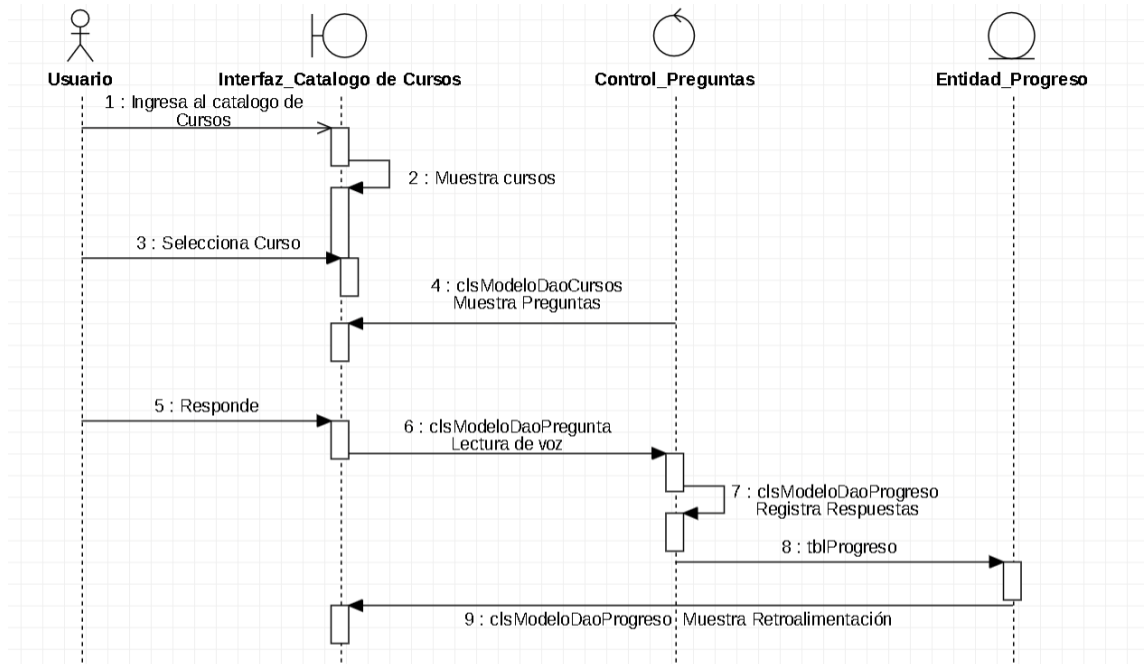 Usuario
Interfaz_Catalogo de Cursos
Control_Preguntas
Entidad_Progreso
1 : Ingresa al catalogo de
Cursos
2 : Muestra cursos
3 : Selecciona Curso
4 : clsModeloDaoCursos
Muestra Preguntas
5 : Responde
6 : clsModeloDaoPregunta
Lectura de voz
7 : clsModeloDaoProgreso
Registra Respuestas
8 : tblProgreso
9 : clsModeloDaoProgreso Muestra Retroalimentación